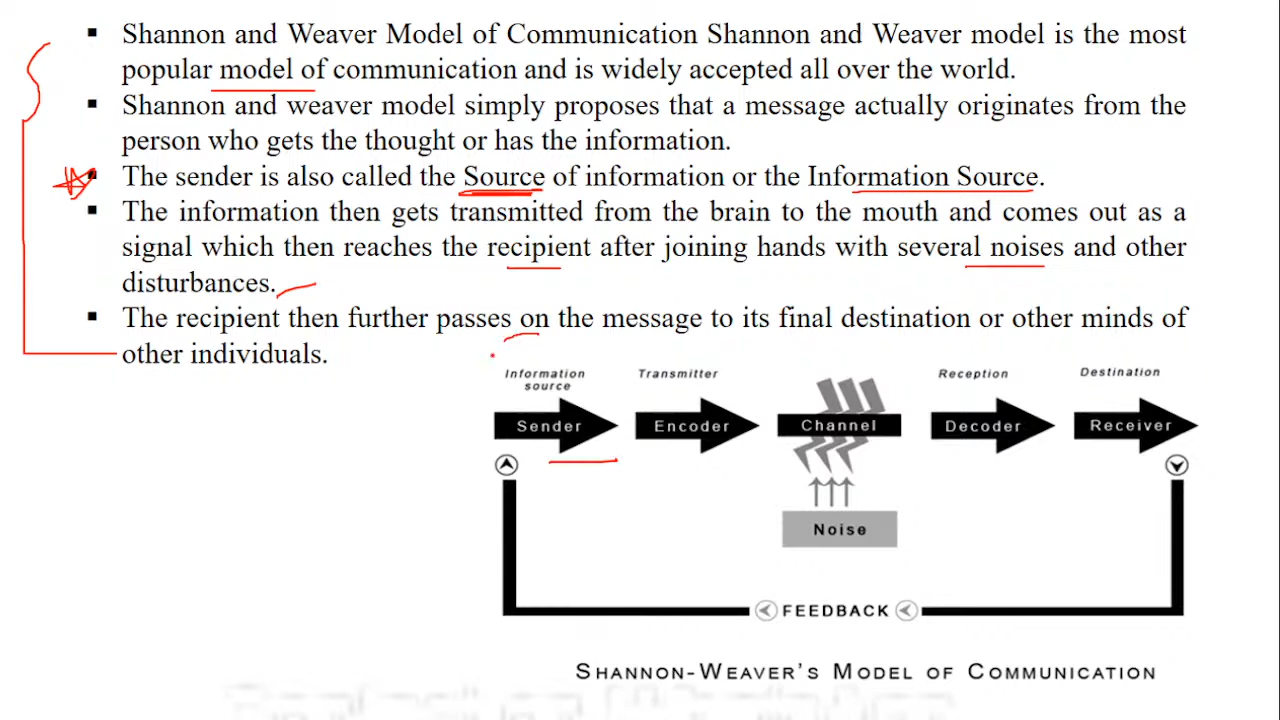 ▪ Shannon and Weaver Model of Communication Shannon and Weaver model is the most
popular model of communication and is widely accepted all over the world.
▪ Shannon and weaver model simply proposes that a message actually originates from the
person who gets the thought or has the information.
▪ The sender is also called the Source of information or the Information Source.
▪ The information then gets transmitted from the brain to the mouth and comes out as a
signal which then reaches the recipient after joining hands with several noises and other
disturbances.
▪ The recipient then further passes on the message to its final destination or other minds of
other individuals.
Information
source
Transmitter
Reception
Destination
Sender
Encoder
Channel
Decoder
Receiver
Noise
FEEDBACK
SHANNON-WEAVER'S MODEL OF COMMUNICATION